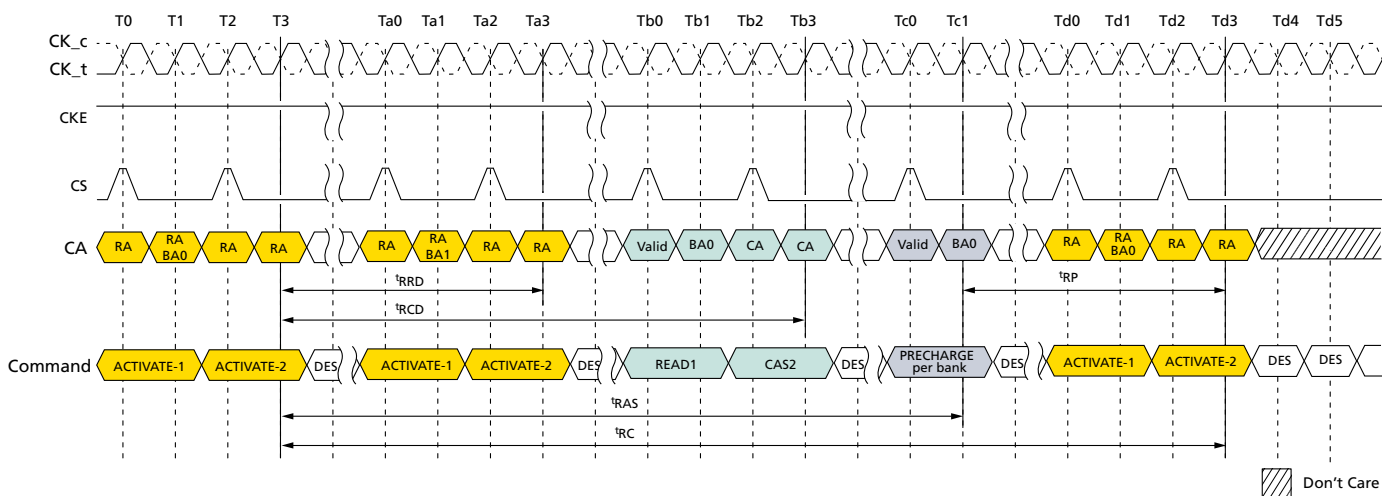 T0 T1 T2 T3 Ta0 Ta1 Ta2 Ta3 Tb0 Tb1 Tb2 Tb3 Tc0 Tc1 Td0 Td1 Td2 Td3 Td4 Td5
CK_c
CK_t
CKE
CS
CA RA RA BA0 RA RA RA RA BA1 RA RA Valid BA0 CA CA Valid BA0 RA RA BA0 RA RA
tRRD tRP
tRCD
Command ACTIVATE-1 ACTIVATE-2 DES ACTIVATE-1 ACTIVATE-2 DES READ1 CAS2 DES PRECHARGE per bank DES ACTIVATE-1 ACTIVATE-2 DES DES
tRAS
tRC
Don't Care